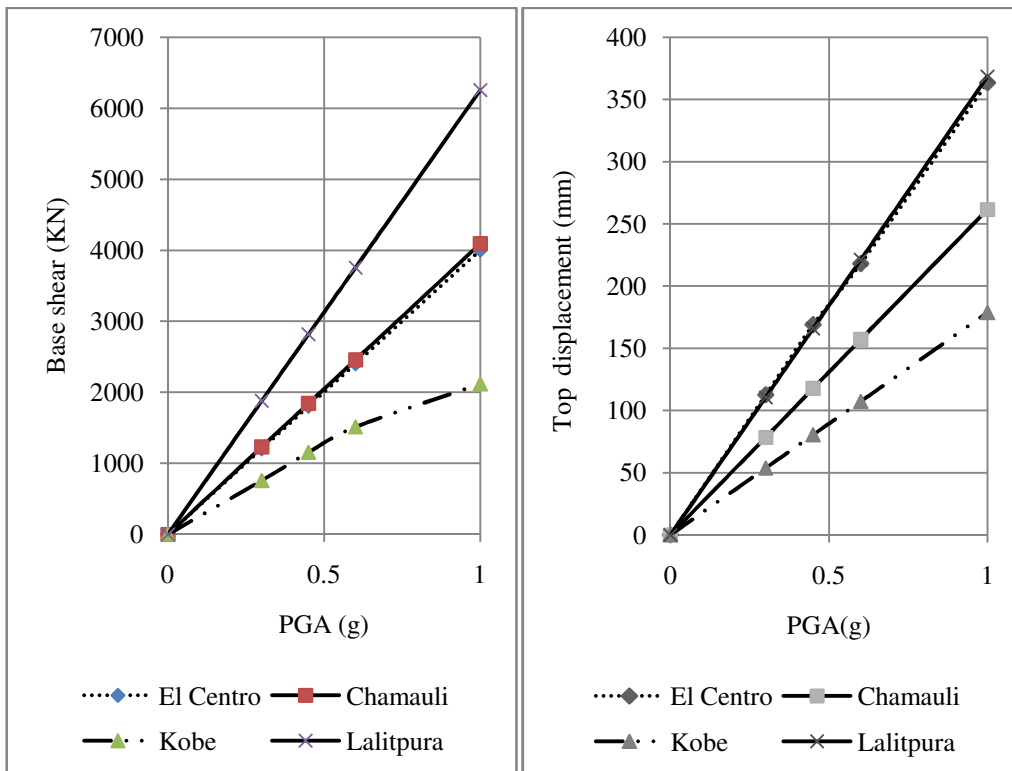 7000
6000
5000
4000
3000
2000
1000
0
Base shear (KN)
0 0.5 1
PGA (g)
El Centro Chamauli
Kobe Lalitpura
400
350
300
250
200
150
100
50
0
Top displacement (mm)
0 0.5 1
PGA(g)
El Centro Chamauli
Kobe Lalitpura